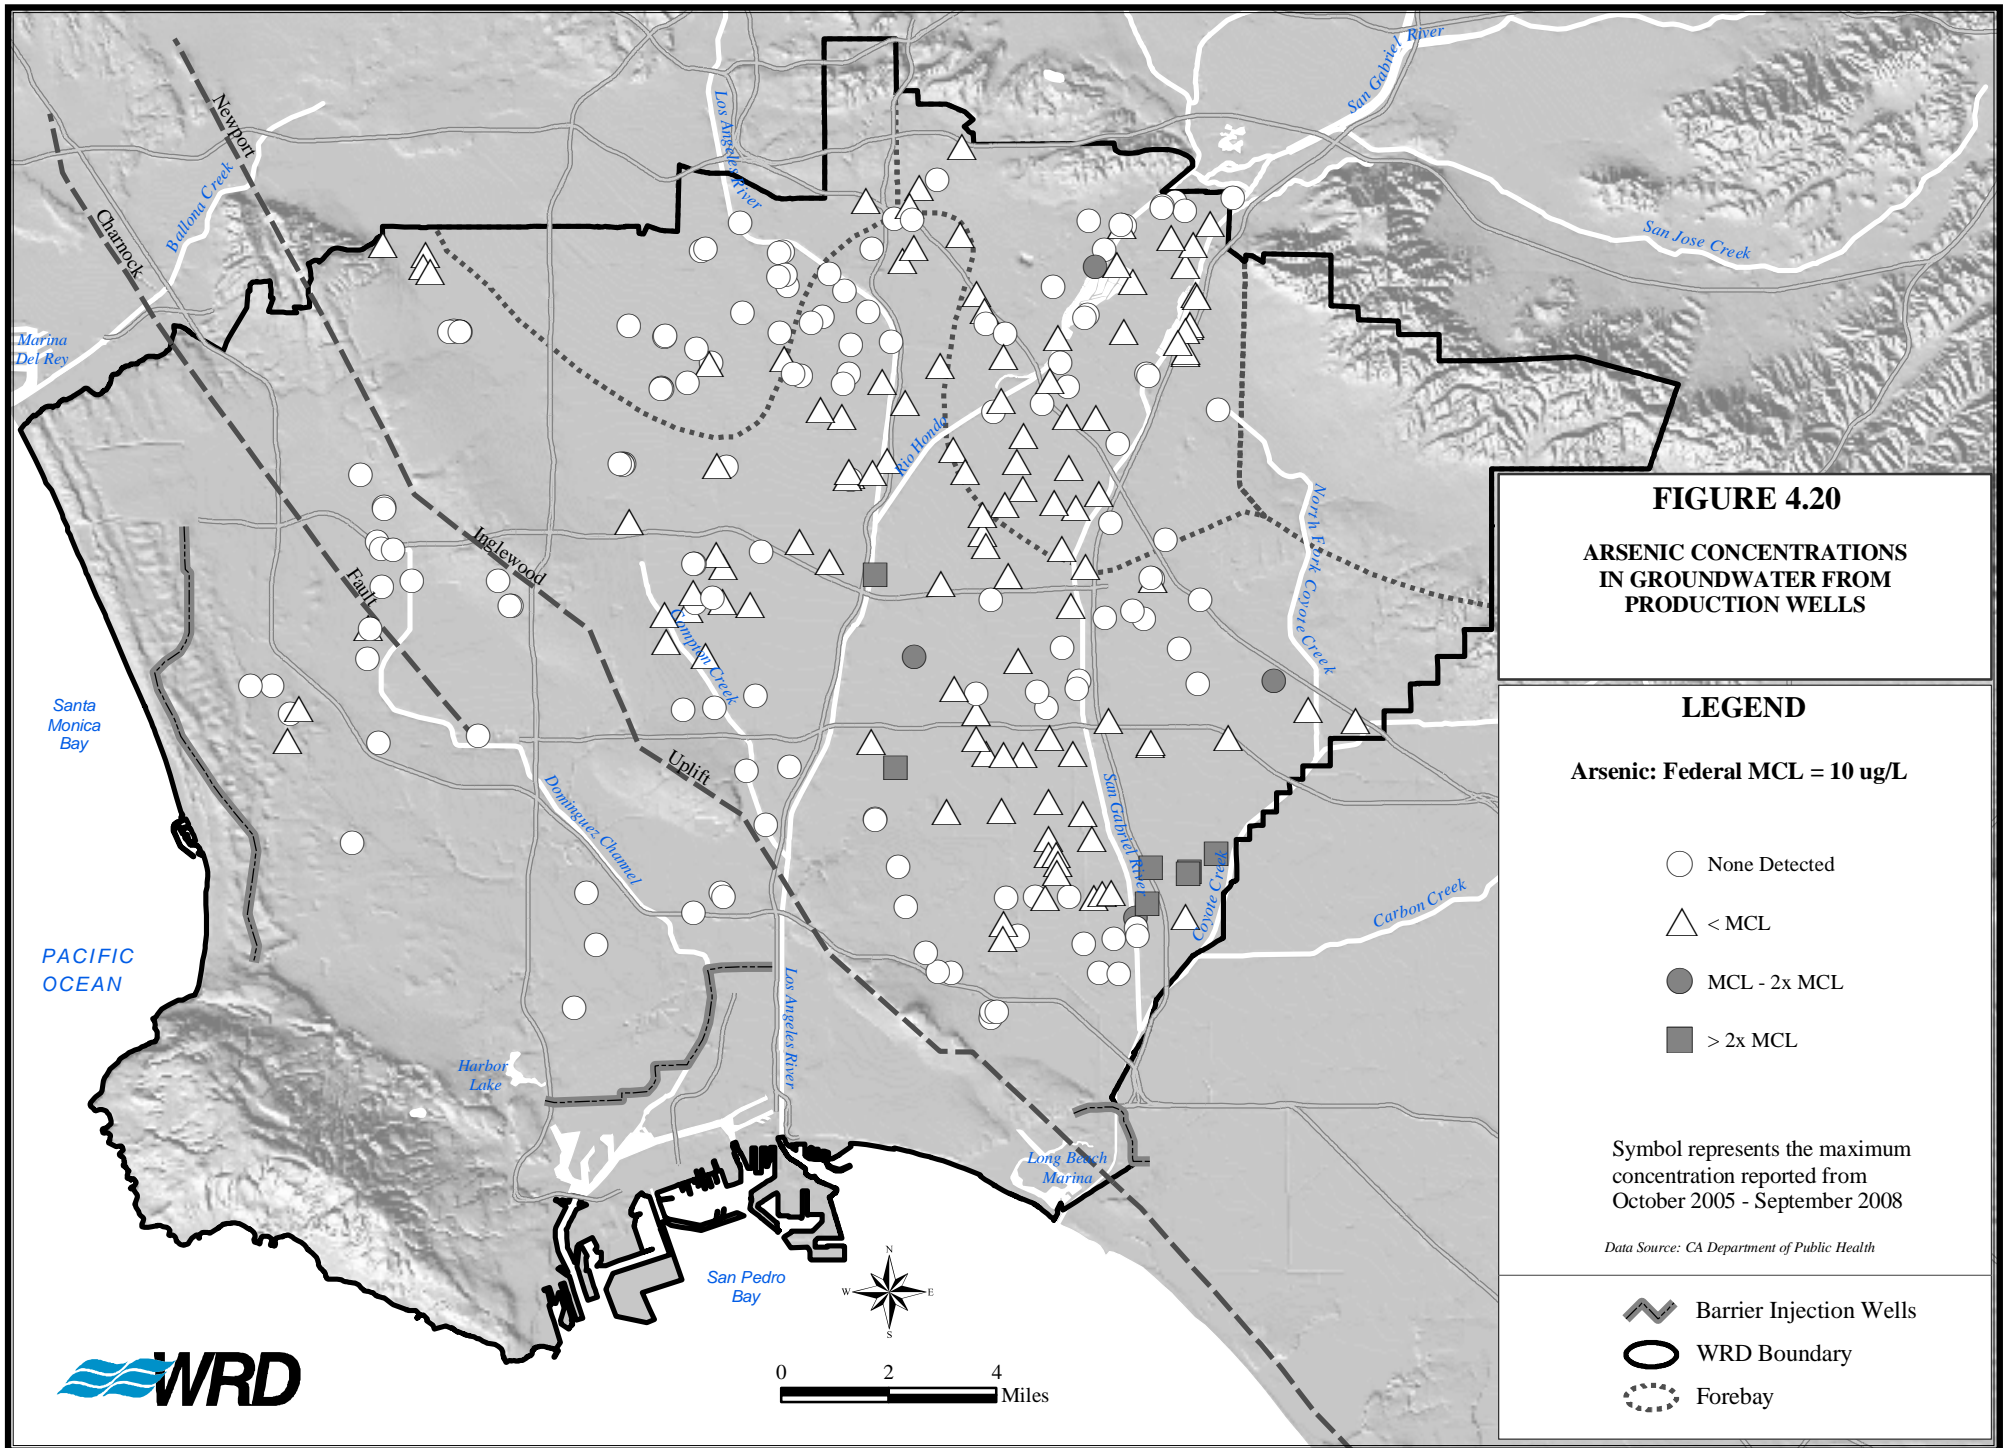 San Gabriel River
Los Angeles River
Newport
Ballona Creek
Charnock
San Jose Creek
Marina
Del Rey
Rio Hondo
North Fork Coyote Creek
Inglewood
Fault
Compton Creek
Santa
Monica
Bay
Uplift
Dominguez Channel
San Gabriel River
Coyote Creek
Carbon Creek
PACIFIC
OCEAN
Los Angeles River
Harbor
Lake
Long Beach
Marina
San Pedro
Bay
N
W
E
S
0 2 4
Miles
WRD
FIGURE 4.20
ARSENIC CONCENTRATIONS
IN GROUNDWATER FROM
PRODUCTION WELLS
LEGEND
Arsenic: Federal MCL = 10 ug/L
None Detected
< MCL
MCL - 2x MCL
> 2x MCL
Symbol represents the maximum
concentration reported from
October 2005 - September 2008
Data Source: CA Department of Public Health
Barrier Injection Wells
WRD Boundary
Forebay